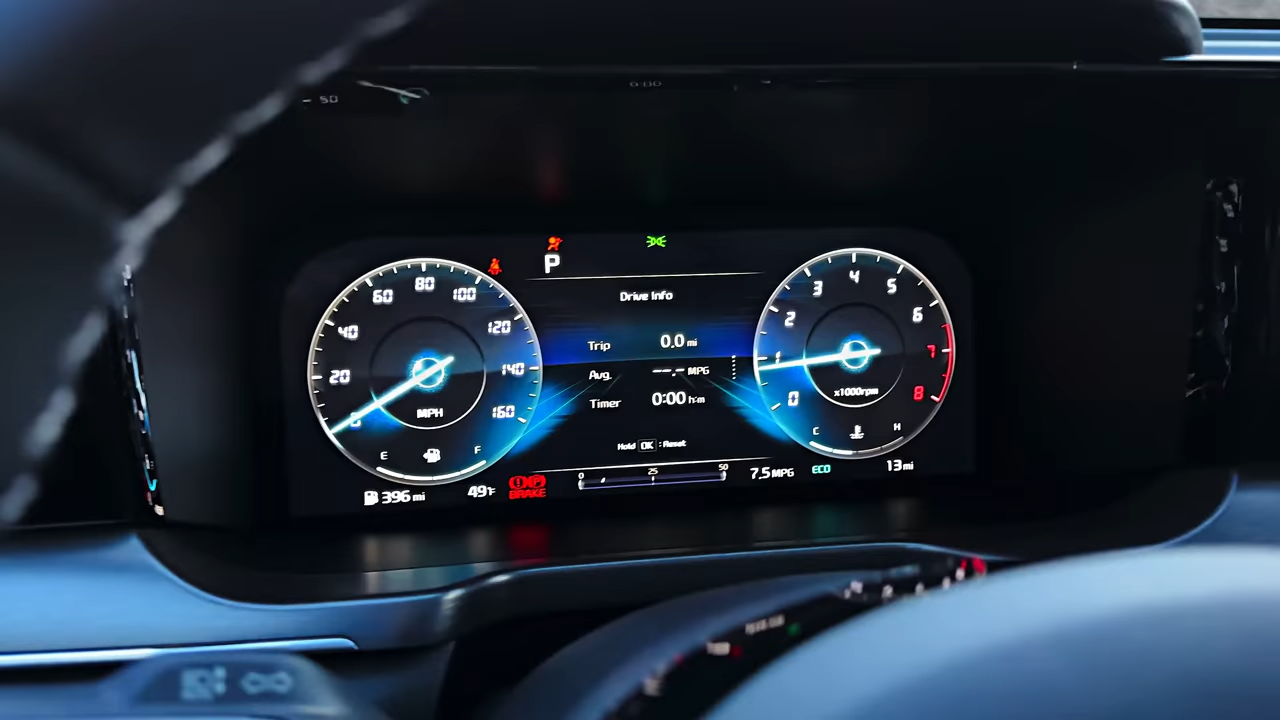 P
Drive Info
Trip 0.0 mi
Avg. --.- MPG
Timer 0:00 h:m
Hold OK : Reset
0 20 40 60 80 100 120 140 160
MPH
E F
0 1 2 3 4 5 6 7 8
x1000rpm
C H
396 mi
49°F
P
BRAKE
0 25 50
7.5 MPG
ECO
13 mi